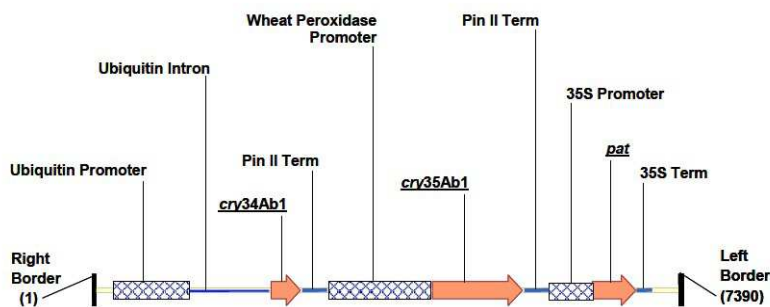 Wheat Peroxidase
Promoter
Pin II Term
Ubiquitin Intron
35S Promoter
Ubiquitin Promoter
Pin II Term
cry34Ab1
cry35Ab1
pat
35S Term
Right
Border
(1)
Left
Border
(7390)